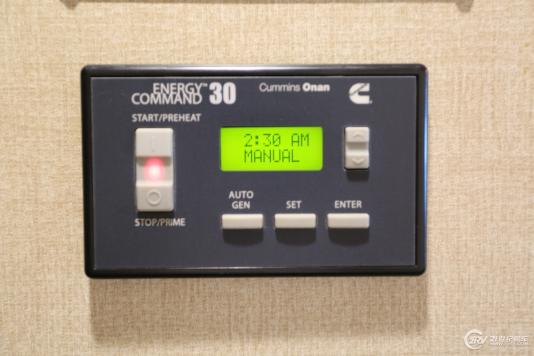 ENERGY™
COMMAND 30
Cummins Onan
START/PREHEAT
2:30 AM
MANUAL
AUTO
GEN
SET
ENTER
STOP/PRIME